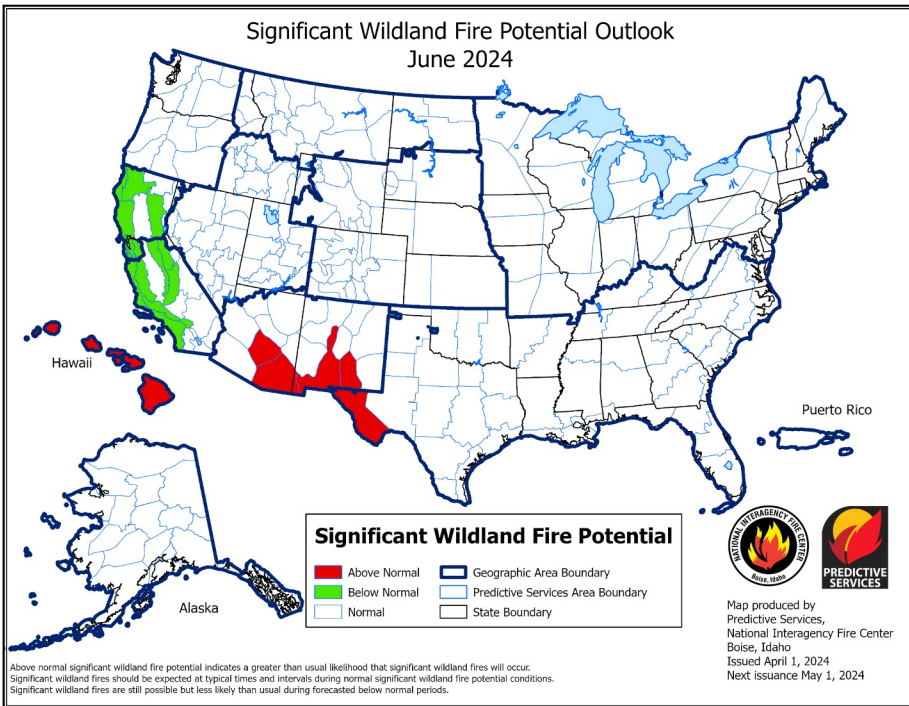 Significant Wildland Fire Potential Outlook
June 2024
Hawaii
Puerto Rico
Alaska
Significant Wildland Fire Potential
Above Normal
Below Normal
Normal
Geographic Area Boundary
Predictive Services Area Boundary
State Boundary
NATIONAL INTERAGENCY FIRE CENTER
Boise, Idaho
PREDICTIVE
SERVICES
Map produced by
Predictive Services,
National Interagency Fire Center
Boise, Idaho
Issued April 1, 2024
Next issuance May 1, 2024
Above normal significant wildland fire potential indicates a greater than usual likelihood that significant wildland fires will occur.
Significant wildland fires should be expected at typical times and intervals during normal significant wildland fire potential conditions.
Significant wildland fires are still possible but less likely than usual during forecasted below normal periods.